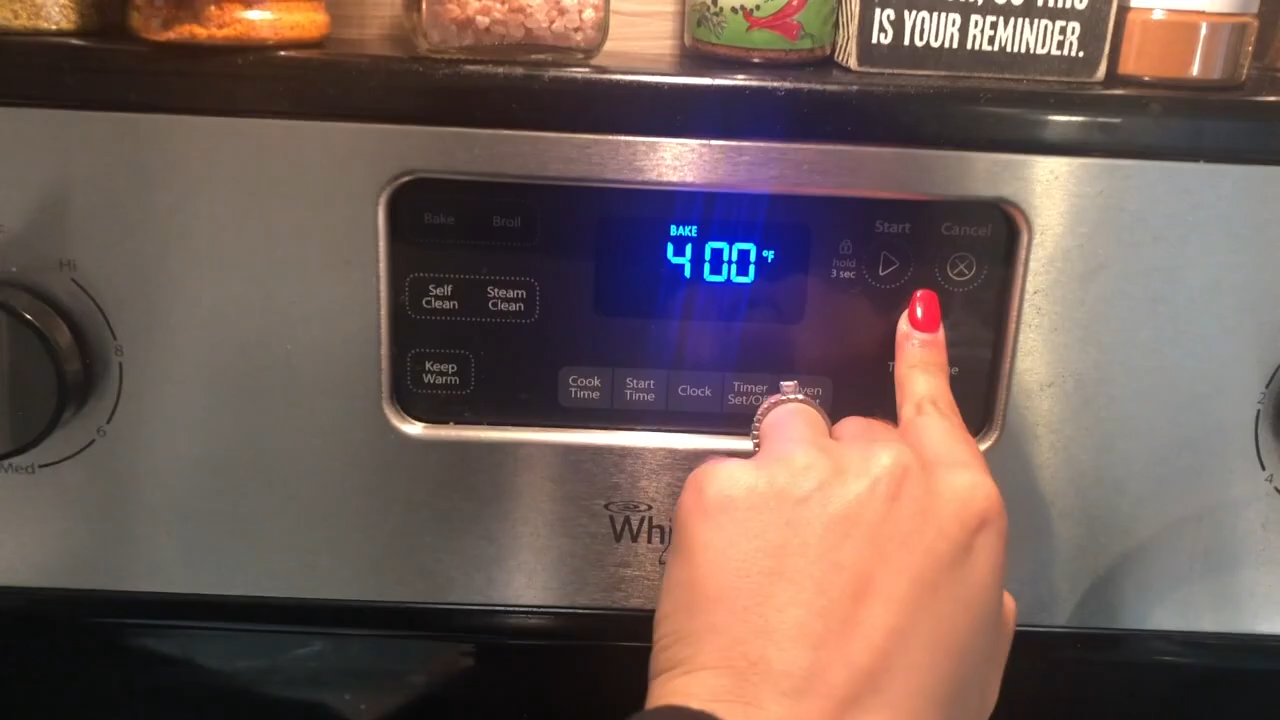 IS YOUR REMINDER.
Bake
Broil
BAKE
400°F
Start
Cancel
hold
3 sec
Self
Clean
Steam
Clean
Keep
Warm
Cook
Time
Start
Time
Clock
Timer
Hi
8
6
Med
2
4